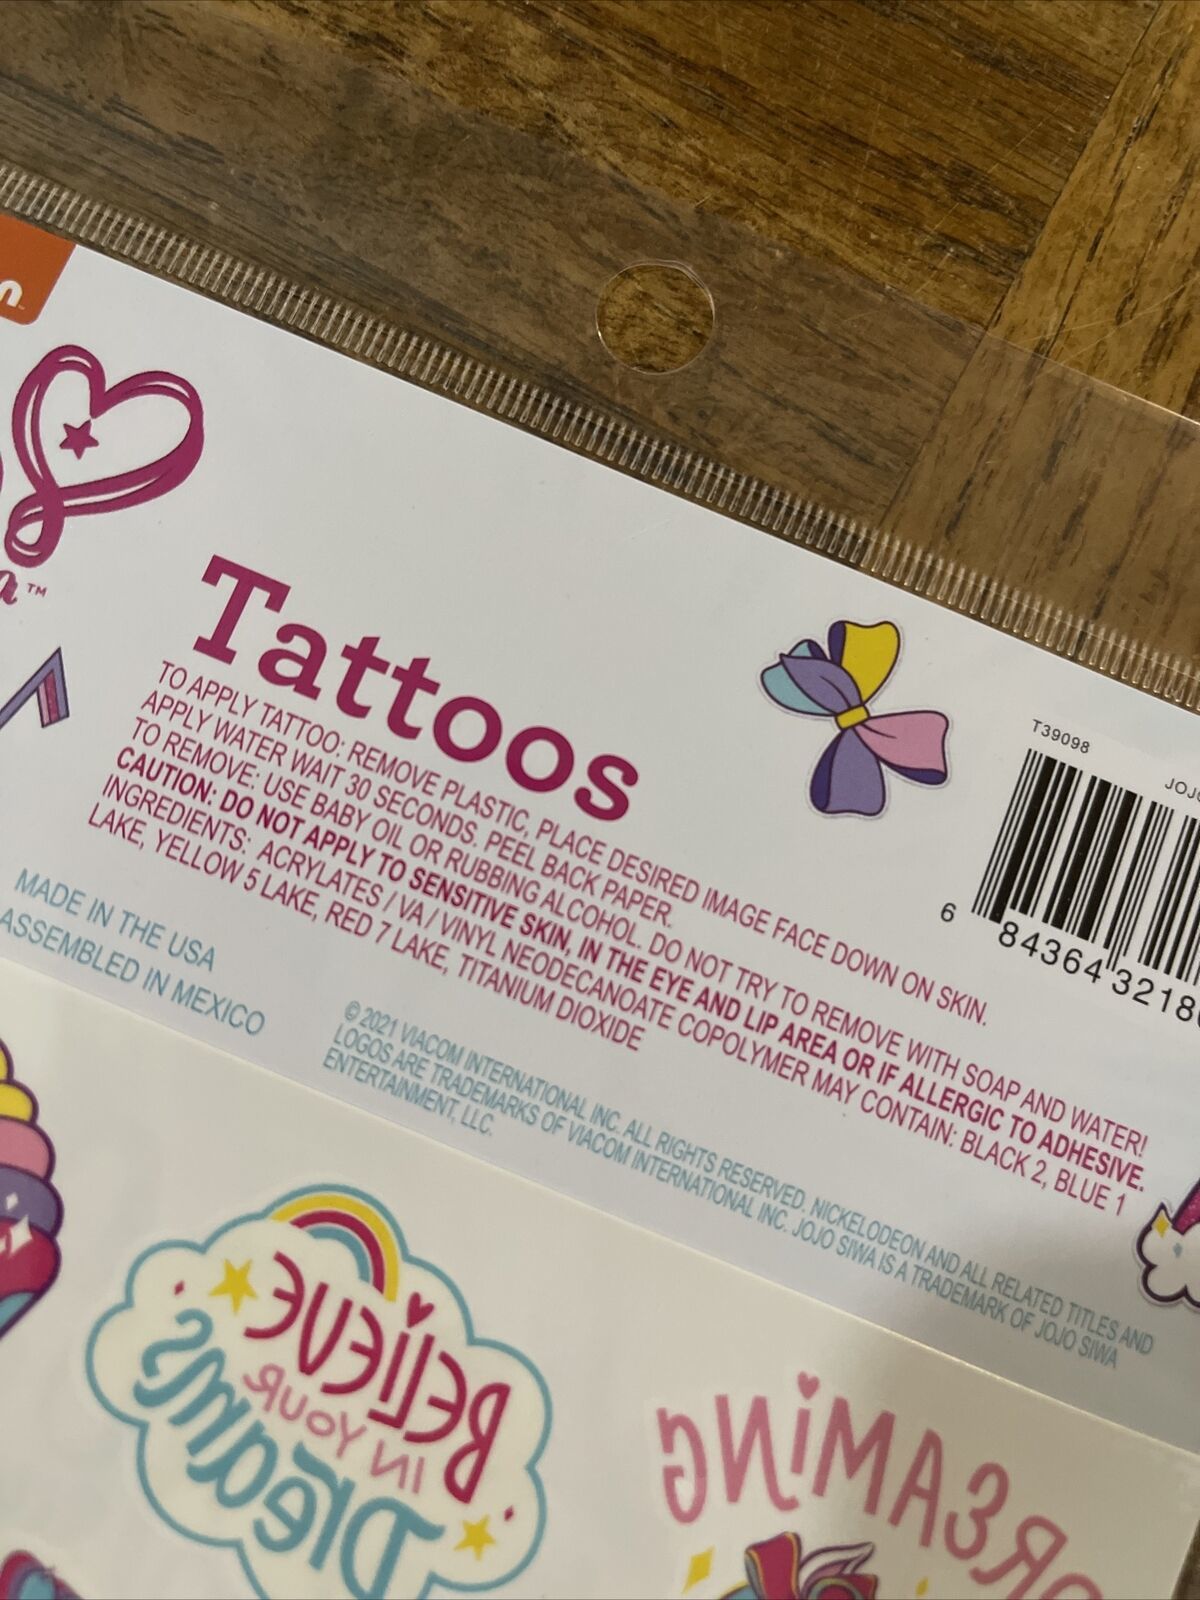 Tattoos
TO APPLY TATTOO: REMOVE PLASTIC, PLACE DESIRED IMAGE FACE DOWN ON SKIN.
APPLY WATER WAIT 30 SECONDS. PEEL BACK PAPER.
TO REMOVE: USE BABY OIL OR RUBBING ALCOHOL. DO NOT TRY TO REMOVE WITH SOAP AND WATER!
CAUTION: DO NOT APPLY TO SENSITIVE SKIN, IN THE EYE AND LIP AREA OR IF ALLERGIC TO ADHESIVE.
INGREDIENTS: ACRYLATES / VA / VINYL NEODECANOATE COPOLYMER MAY CONTAIN: BLACK 2, BLUE 1
LAKE, YELLOW 5 LAKE, RED 7 LAKE, TITANIUM DIOXIDE
MADE IN THE USA
ASSEMBLED IN MEXICO
© 2021 VIACOM INTERNATIONAL INC. ALL RIGHTS RESERVED. NICKELODEON AND ALL RELATED TITLES AND
LOGOS ARE TRADEMARKS OF VIACOM INTERNATIONAL INC. JOJO SIWA IS A TRADEMARK OF JOJO SIWA
ENTERTAINMENT, LLC.
T39098
6 84364 3218
BELIEVE
IN YOUR
Dreams
DREAMING